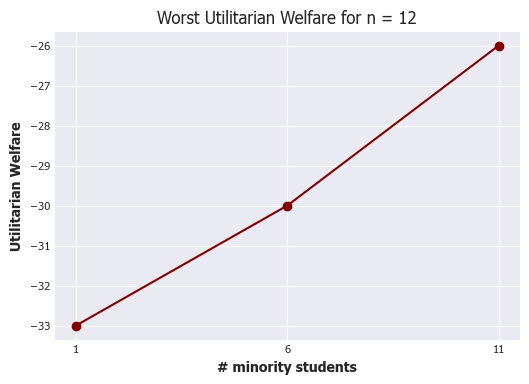 Worst Utilitarian Welfare for n = 12
−26
−27
−28
−29
−30
−31
−32
−33
Utilitarian Welfare
1 6 11
# minority students